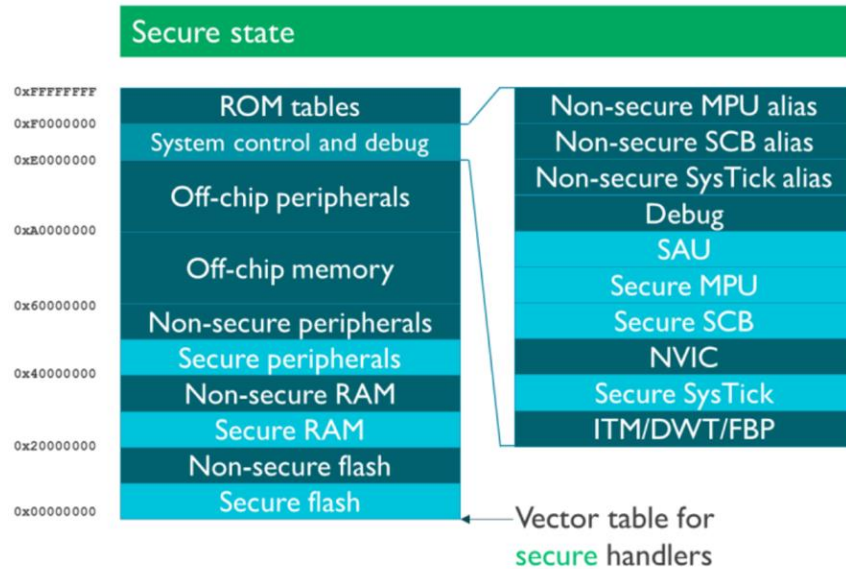 Secure state
0xFFFFFFFF
ROM tables
0xF0000000
System control and debug
0xE0000000
Off-chip peripherals
0xA0000000
Off-chip memory
0x60000000
Non-secure peripherals
Secure peripherals
0x40000000
Non-secure RAM
Secure RAM
0x20000000
Non-secure flash
Secure flash
0x00000000
Non-secure MPU alias
Non-secure SCB alias
Non-secure SysTick alias
Debug
SAU
Secure MPU
Secure SCB
NVIC
Secure SysTick
ITM/DWT/FBP
Vector table for
secure handlers